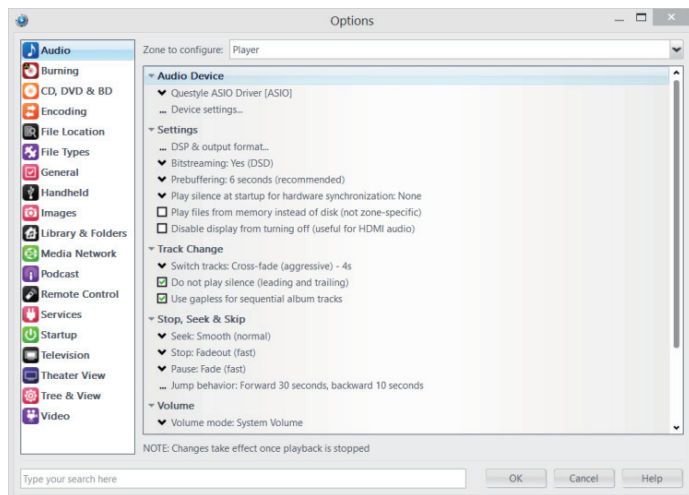 Options
Audio
Burning
CD, DVD & BD
Encoding
File Location
File Types
General
Handheld
Images
Library & Folders
Media Network
Podcast
Remote Control
Services
Startup
Television
Theater View
Tree & View
Video
Zone to configure: Player
Audio Device
Questyle ASIO Driver [ASIO]
... Device settings...
Settings
... DSP & output format...
Bitstreaming: Yes (DSD)
Prebuffering: 6 seconds (recommended)
Play silence at startup for hardware synchronization: None
Play files from memory instead of disk (not zone-specific)
Disable display from turning off (useful for HDMI audio)
Track Change
Switch tracks: Cross-fade (aggressive) - 4s
Do not play silence (leading and trailing)
Use gapless for sequential album tracks
Stop, Seek & Skip
Seek: Smooth (normal)
Stop: Fadeout (fast)
Pause: Fade (fast)
... Jump behavior: Forward 30 seconds, backward 10 seconds
Volume
Volume mode: System Volume
NOTE: Changes take effect once playback is stopped
Type your search here
OK Cancel Help